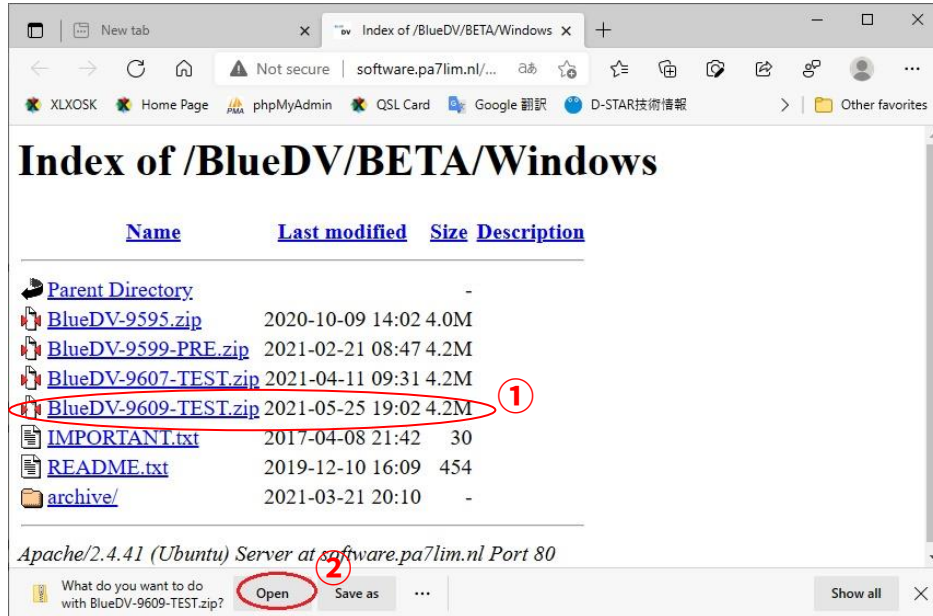 New tab
DV Index of /BlueDV/BETA/Windows
Not secure | software.pa7lim.nl/... aあ
XLXOSK Home Page PMA phpMyAdmin QSL Card Google 翻訳 D-STAR技術情報 Other favorites
Index of /BlueDV/BETA/Windows
Name Last modified Size Description
Parent Directory -
BlueDV-9595.zip 2020-10-09 14:02 4.0M
BlueDV-9599-PRE.zip 2021-02-21 08:47 4.2M
BlueDV-9607-TEST.zip 2021-04-11 09:31 4.2M
BlueDV-9609-TEST.zip 2021-05-25 19:02 4.2M ①
IMPORTANT.txt 2017-04-08 21:42 30
README.txt 2019-12-10 16:09 454
archive/ 2021-03-21 20:10 -
Apache/2.4.41 (Ubuntu) Server at software.pa7lim.nl Port 80
②
What do you want to do
with BlueDV-9609-TEST.zip?
Open Save as ... Show all